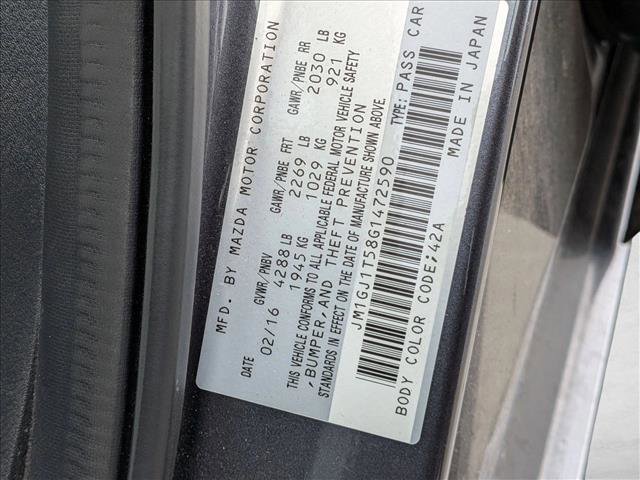 MFD. BY MAZDA MOTOR CORPORATION
DATE GVWR/PNBV GAWR/PNBE FRT GAWR/PNBE RR
02/16 4288 LB 2269 LB 2030 LB
1945 KG 1029 KG 921 KG
THIS VEHICLE CONFORMS TO ALL APPLICABLE FEDERAL MOTOR VEHICLE SAFETY
,BUMPER,AND THEFT PREVENTION
STANDARDS IN EFFECT ON THE DATE OF MANUFACTURE SHOWN ABOVE
JM1GJ1T58G1472590 TYPE: PASS CAR
BODY COLOR CODE;42A MADE IN JAPAN